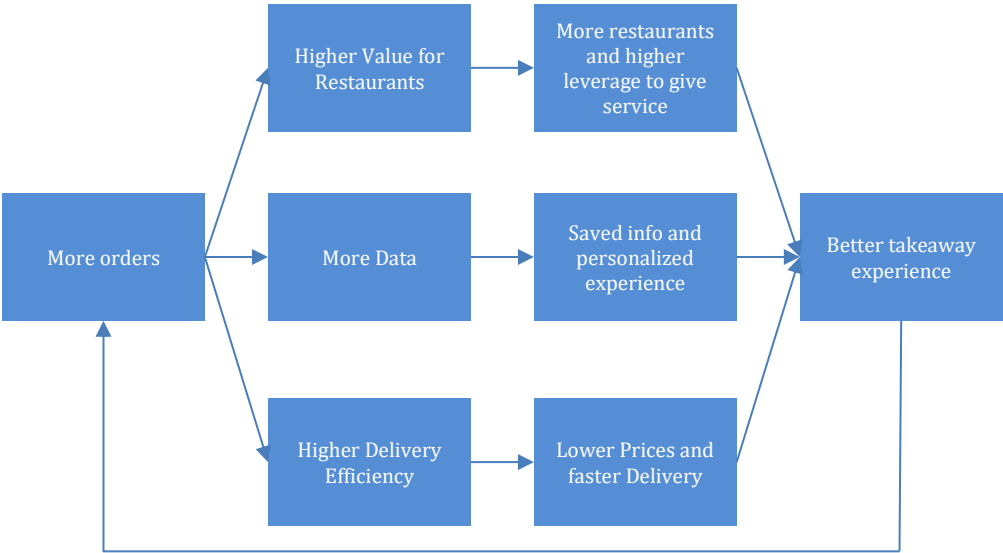 Higher Value for
Restaurants
More restaurants
and higher
leverage to give
service
More orders
More Data
Saved info and
personalized
experience
Better takeaway
experience
Higher Delivery
Efficiency
Lower Prices and
faster Delivery